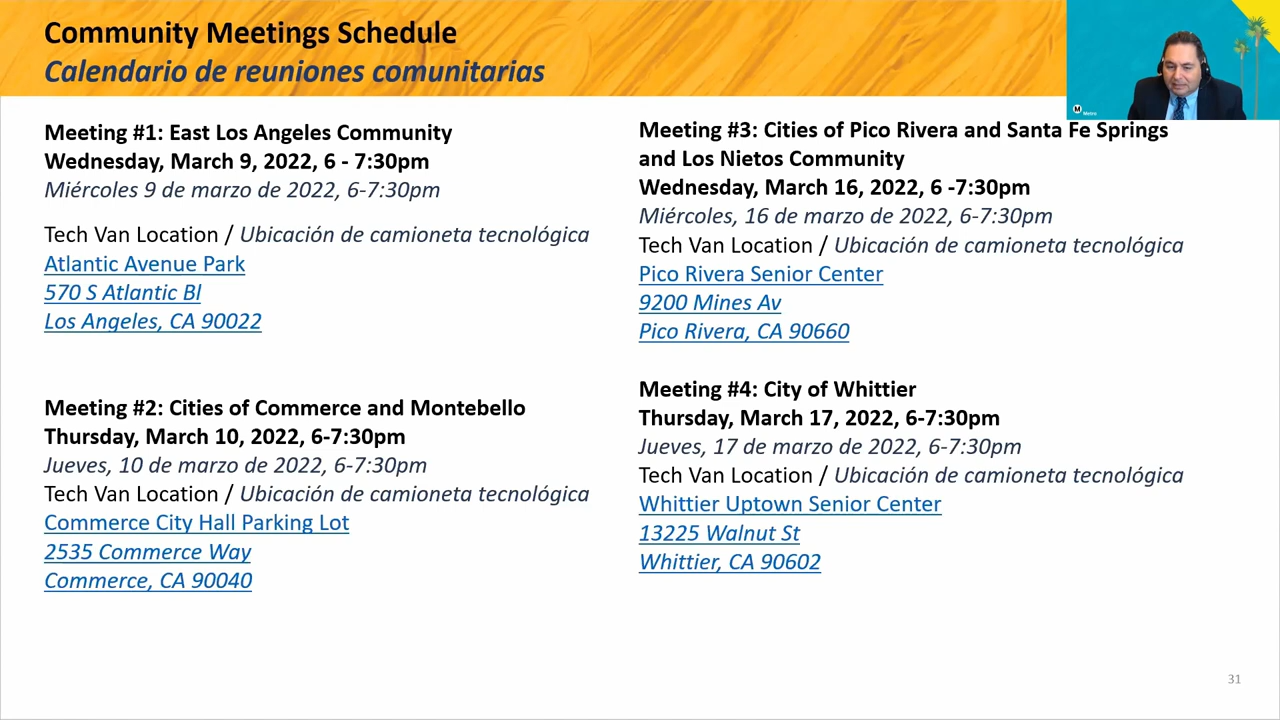 Community Meetings Schedule
Calendario de reuniones comunitarias
Meeting #1: East Los Angeles Community
Wednesday, March 9, 2022, 6 - 7:30pm
Miércoles 9 de marzo de 2022, 6-7:30pm
Tech Van Location / Ubicación de camioneta tecnológica
Atlantic Avenue Park
570 S Atlantic Bl
Los Angeles, CA 90022
Meeting #2: Cities of Commerce and Montebello
Thursday, March 10, 2022, 6-7:30pm
Jueves, 10 de marzo de 2022, 6-7:30pm
Tech Van Location / Ubicación de camioneta tecnológica
Commerce City Hall Parking Lot
2535 Commerce Way
Commerce, CA 90040
Meeting #3: Cities of Pico Rivera and Santa Fe Springs
and Los Nietos Community
Wednesday, March 16, 2022, 6 -7:30pm
Miércoles, 16 de marzo de 2022, 6-7:30pm
Tech Van Location / Ubicación de camioneta tecnológica
Pico Rivera Senior Center
9200 Mines Av
Pico Rivera, CA 90660
Meeting #4: City of Whittier
Thursday, March 17, 2022, 6-7:30pm
Jueves, 17 de marzo de 2022, 6-7:30pm
Tech Van Location / Ubicación de camioneta tecnológica
Whittier Uptown Senior Center
13225 Walnut St
Whittier, CA 90602
M Metro
31